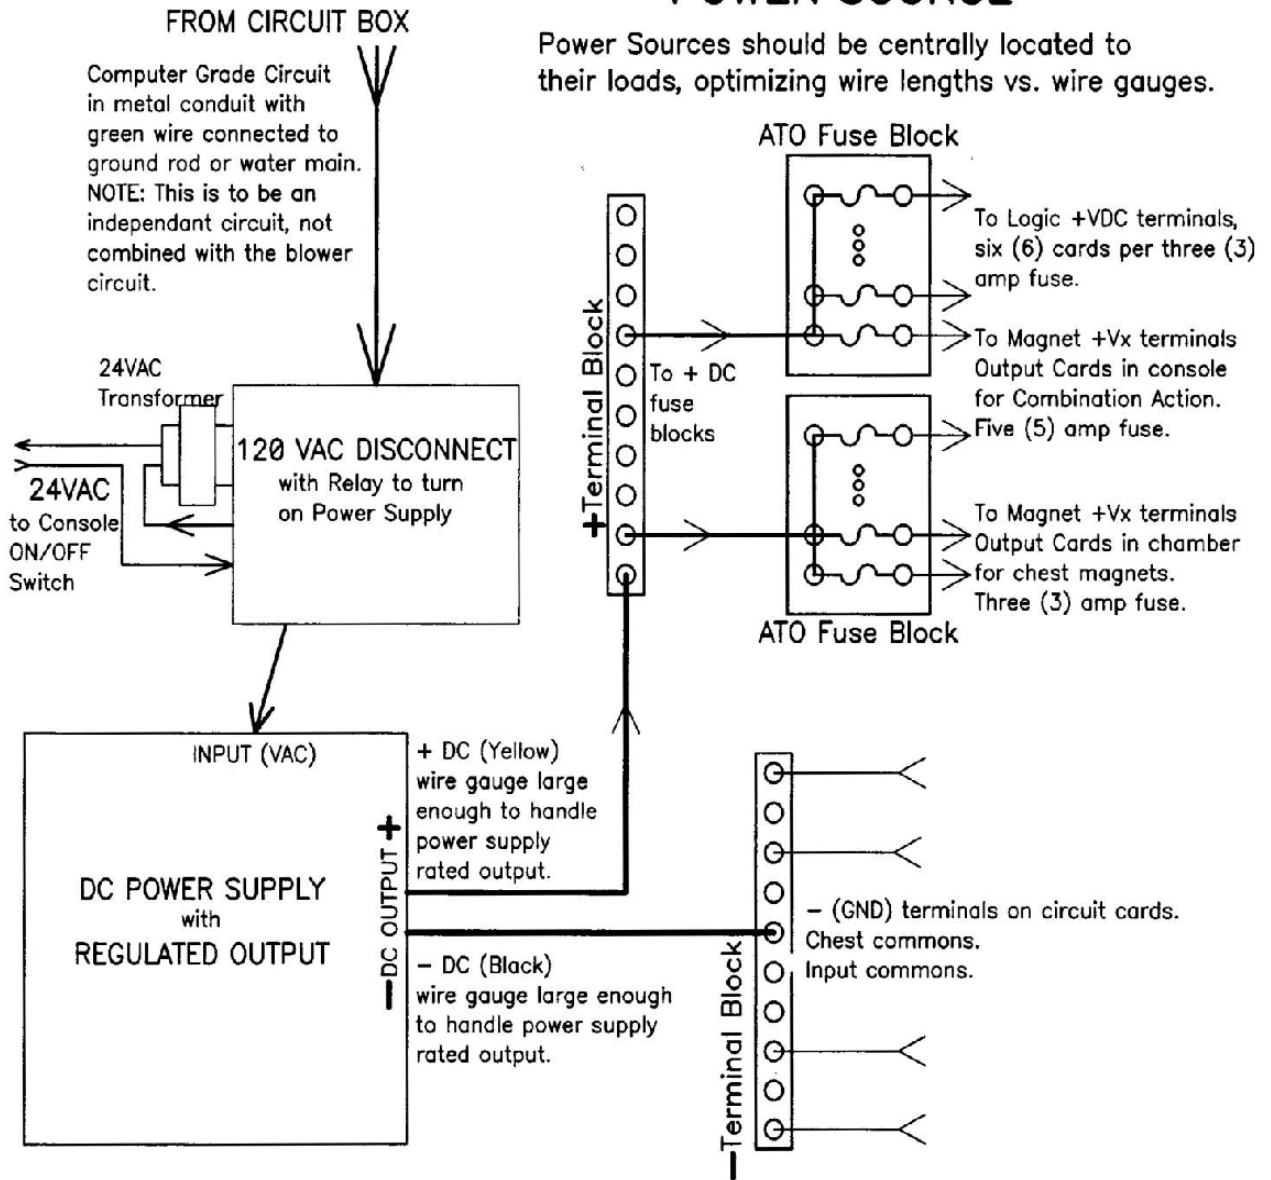 POWER SOURCE
FROM CIRCUIT BOX
Power Sources should be centrally located to
their loads, optimizing wire lengths vs. wire gauges.
Computer Grade Circuit
in metal conduit with
green wire connected to
ground rod or water main.
NOTE: This is to be an
independant circuit, not
combined with the blower
circuit.
ATO Fuse Block
To Logic +VDC terminals,
six (6) cards per three (3)
amp fuse.
To Magnet +Vx terminals
Output Cards in console
for Combination Action.
Five (5) amp fuse.
+Terminal Block
To + DC
fuse
blocks
24VAC
Transformer
120 VAC DISCONNECT
with Relay to turn
on Power Supply
24VAC
to Console
ON/OFF
Switch
To Magnet +Vx terminals
Output Cards in chamber
for chest magnets.
Three (3) amp fuse.
ATO Fuse Block
INPUT (VAC)
DC POWER SUPPLY
with
REGULATED OUTPUT
−DC OUTPUT +
+ DC (Yellow)
wire gauge large
enough to handle
power supply
rated output.
− DC (Black)
wire gauge large enough
to handle power supply
rated output.
−Terminal Block
− (GND) terminals on circuit cards.
Chest commons.
Input commons.